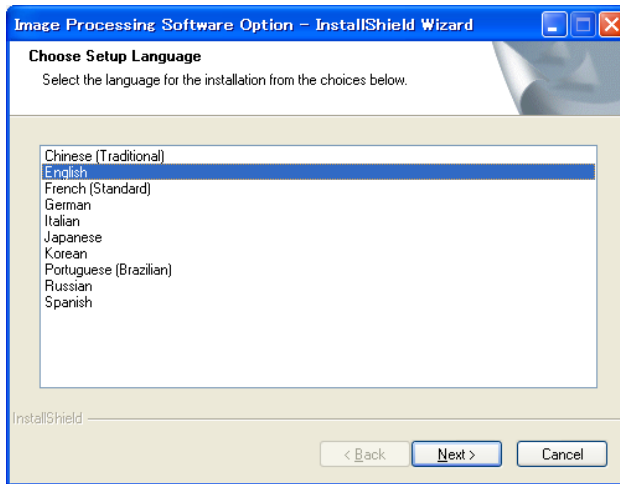 Image Processing Software Option - InstallShield Wizard
Choose Setup Language
Select the language for the installation from the choices below.
Chinese (Traditional)
English
French (Standard)
German
Italian
Japanese
Korean
Portuguese (Brazilian)
Russian
Spanish
InstallShield
< Back
Next >
Cancel